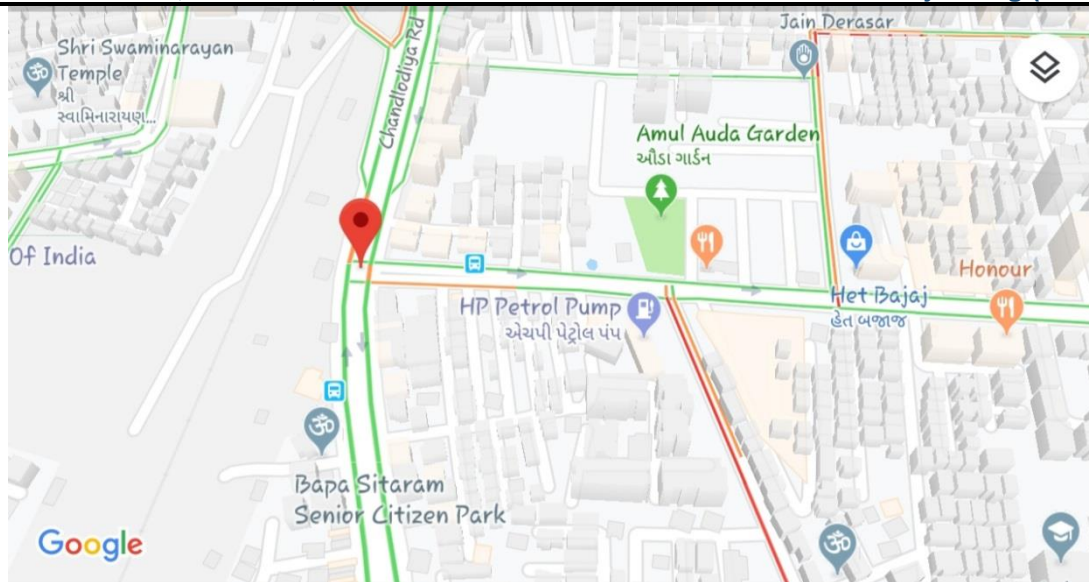 Jain Derasar
Shri Swaminarayan
Temple
શ્રી
સ્વામિનારાયણ...
Chandlodiya Rd
Amul Auda Garden
ઔડા ગાર્ડન
Of India
Honour
HP Petrol Pump
એચપી પેટ્રોલ પંપ
Het Bajaj
હેત બજાજ
Bapa Sitaram
Senior Citizen Park
Google